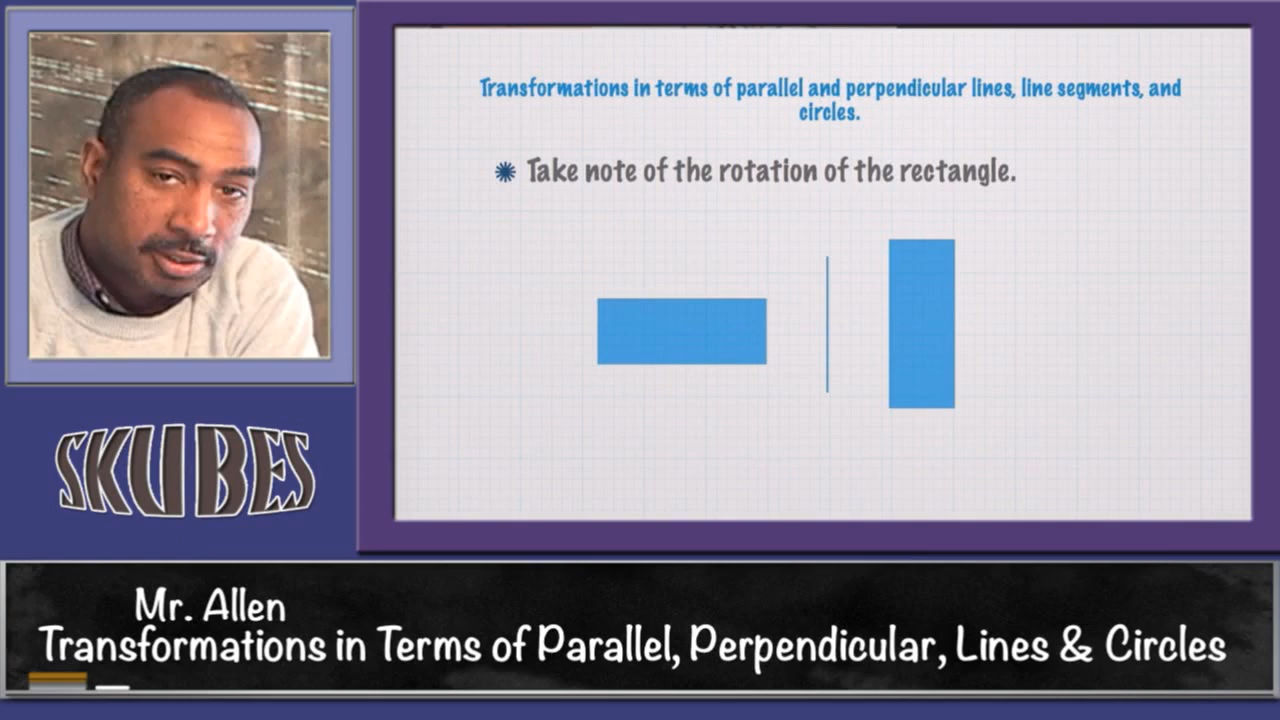 Transformations in terms of parallel and perpendicular lines, line segments, and
circles.
Take note of the rotation of the rectangle.
SKUBES
Mr. Allen
Transformations in Terms of Parallel, Perpendicular, Lines & Circles